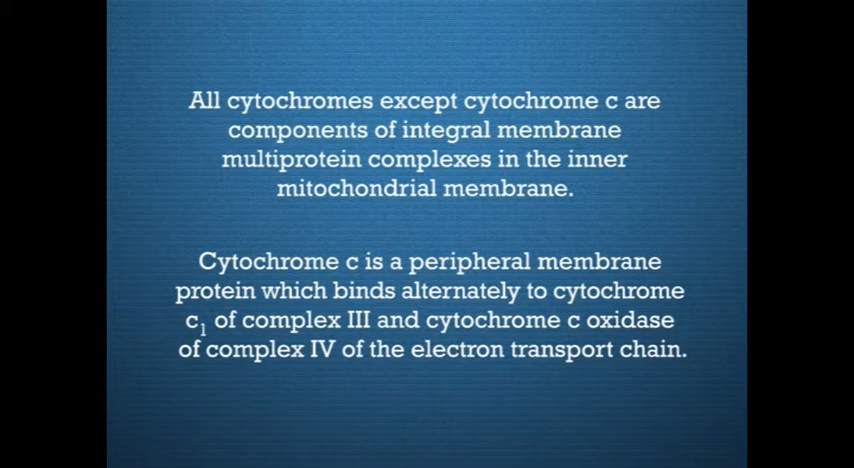 All cytochromes except cytochrome c are
components of integral membrane
multiprotein complexes in the inner
mitochondrial membrane.
Cytochrome c is a peripheral membrane
protein which binds alternately to cytochrome
c₁ of complex III and cytochrome c oxidase
of complex IV of the electron transport chain.